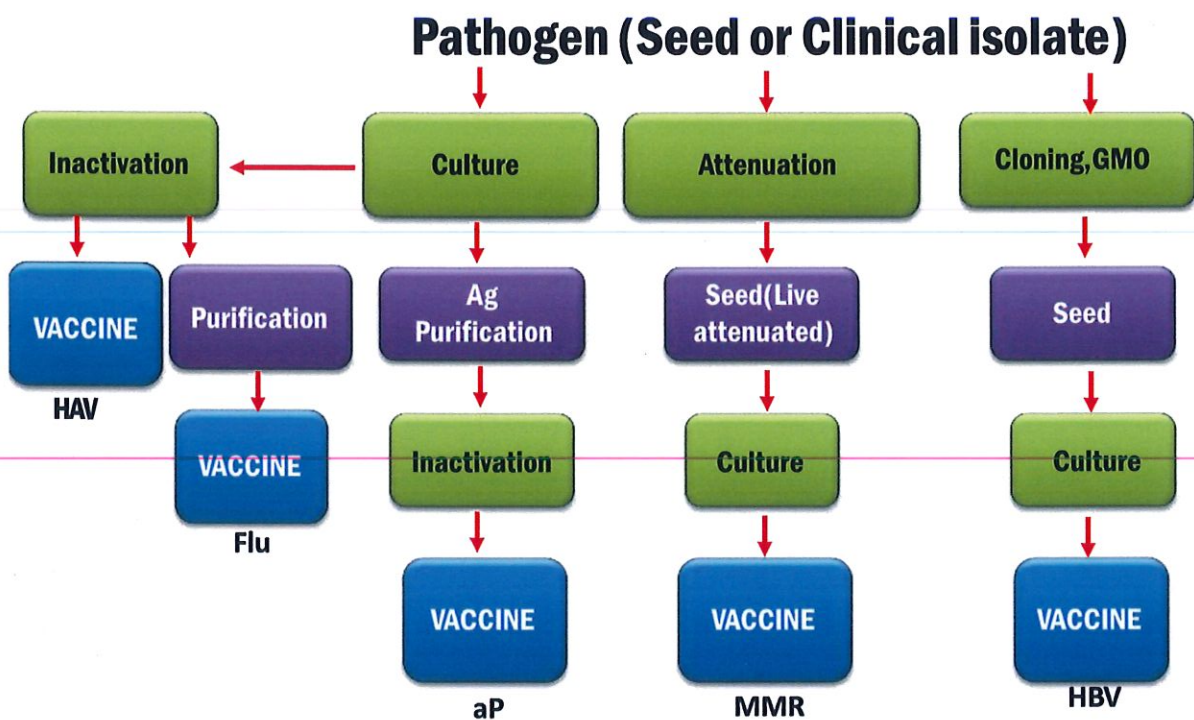 Pathogen (Seed or Clinical isolate)
Inactivation
Culture
Attenuation
Cloning,GMO
VACCINE
HAV
Purification
Ag
Purification
Seed(Live
attenuated)
Seed
VACCINE
Flu
Inactivation
Culture
Culture
VACCINE
aP
VACCINE
MMR
VACCINE
HBV